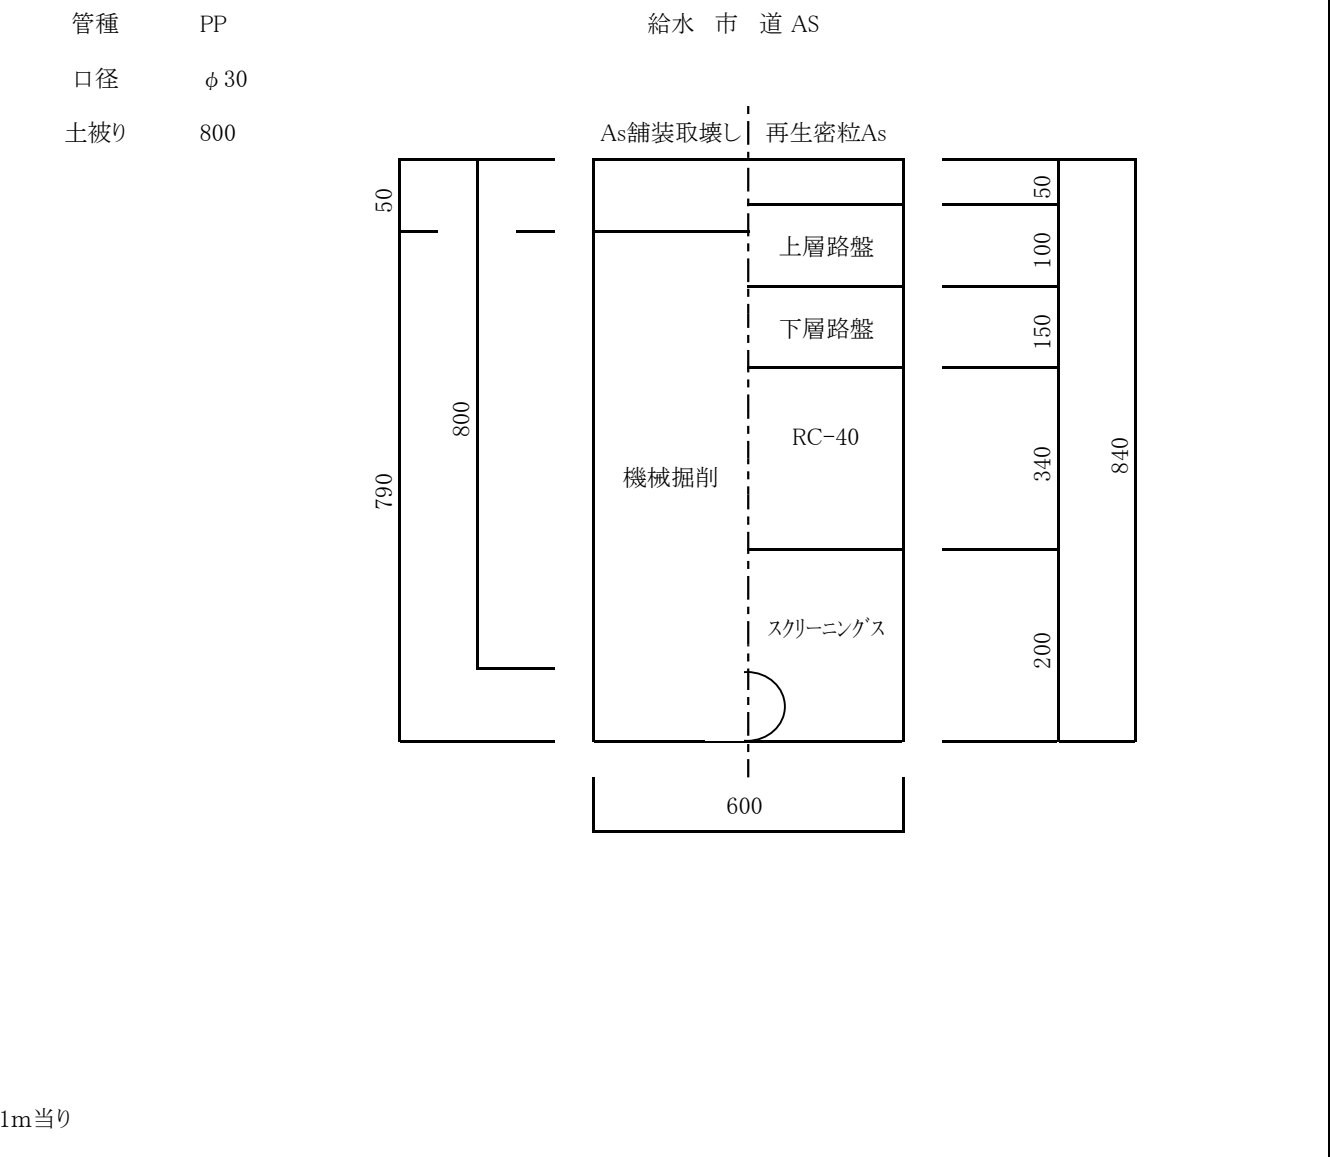 管種 PP 給水 市 道 AS
口径 φ30
土被り 800
As舗装取壊し 再生密粒As
50
50
上層路盤
100
下層路盤
150
800
RC-40
340
840
機械掘削
790
スクリーニングス
200
600
1m当り